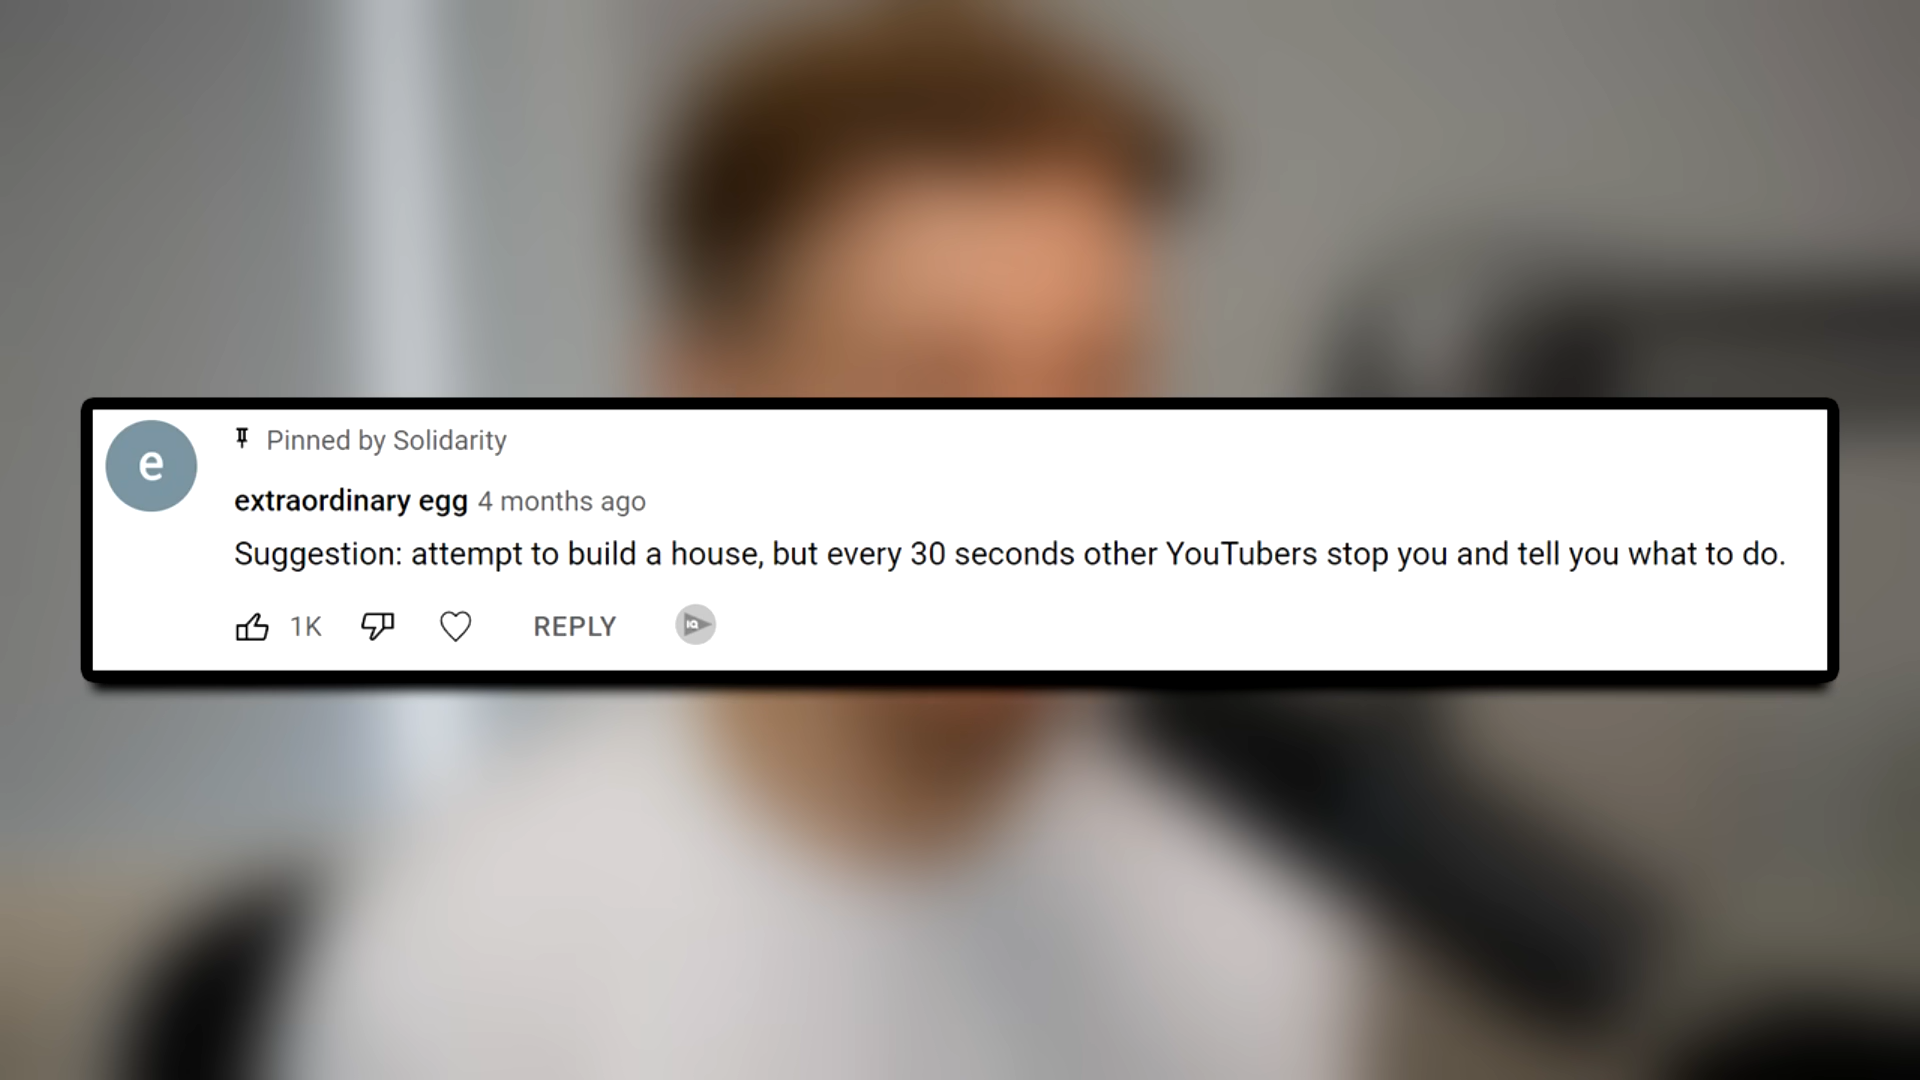 e
Pinned by Solidarity
extraordinary egg 4 months ago
Suggestion: attempt to build a house, but every 30 seconds other YouTubers stop you and tell you what to do.
1K
REPLY
IQ